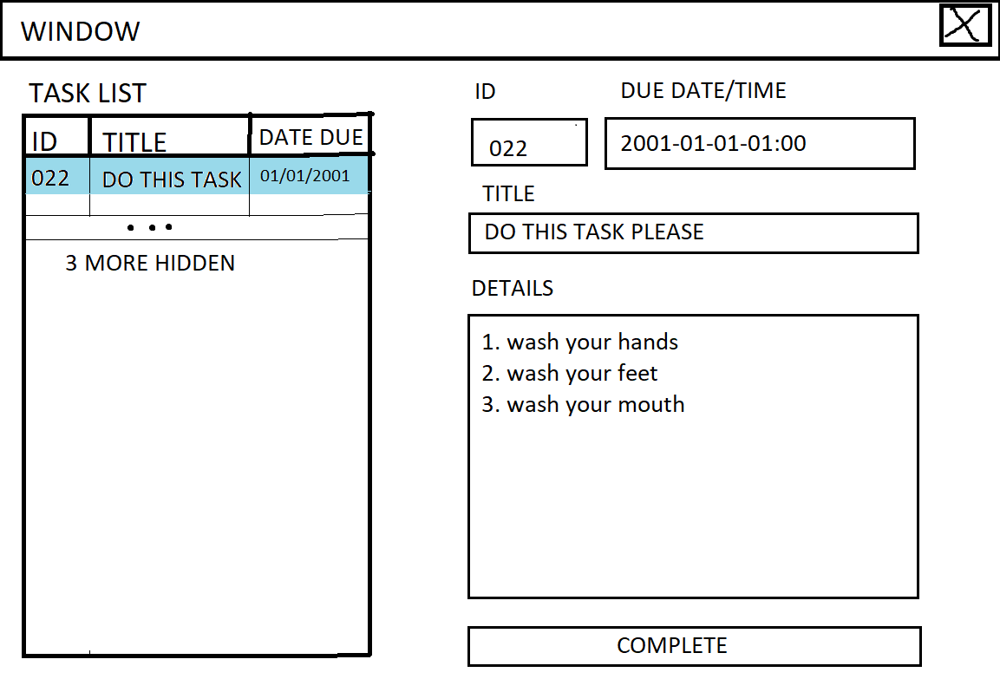 WINDOW
X
TASK LIST
ID TITLE DATE DUE
022 DO THIS TASK 01/01/2001
...
3 MORE HIDDEN
ID DUE DATE/TIME
022 2001-01-01-01:00
TITLE
DO THIS TASK PLEASE
DETAILS
1. wash your hands
2. wash your feet
3. wash your mouth
COMPLETE